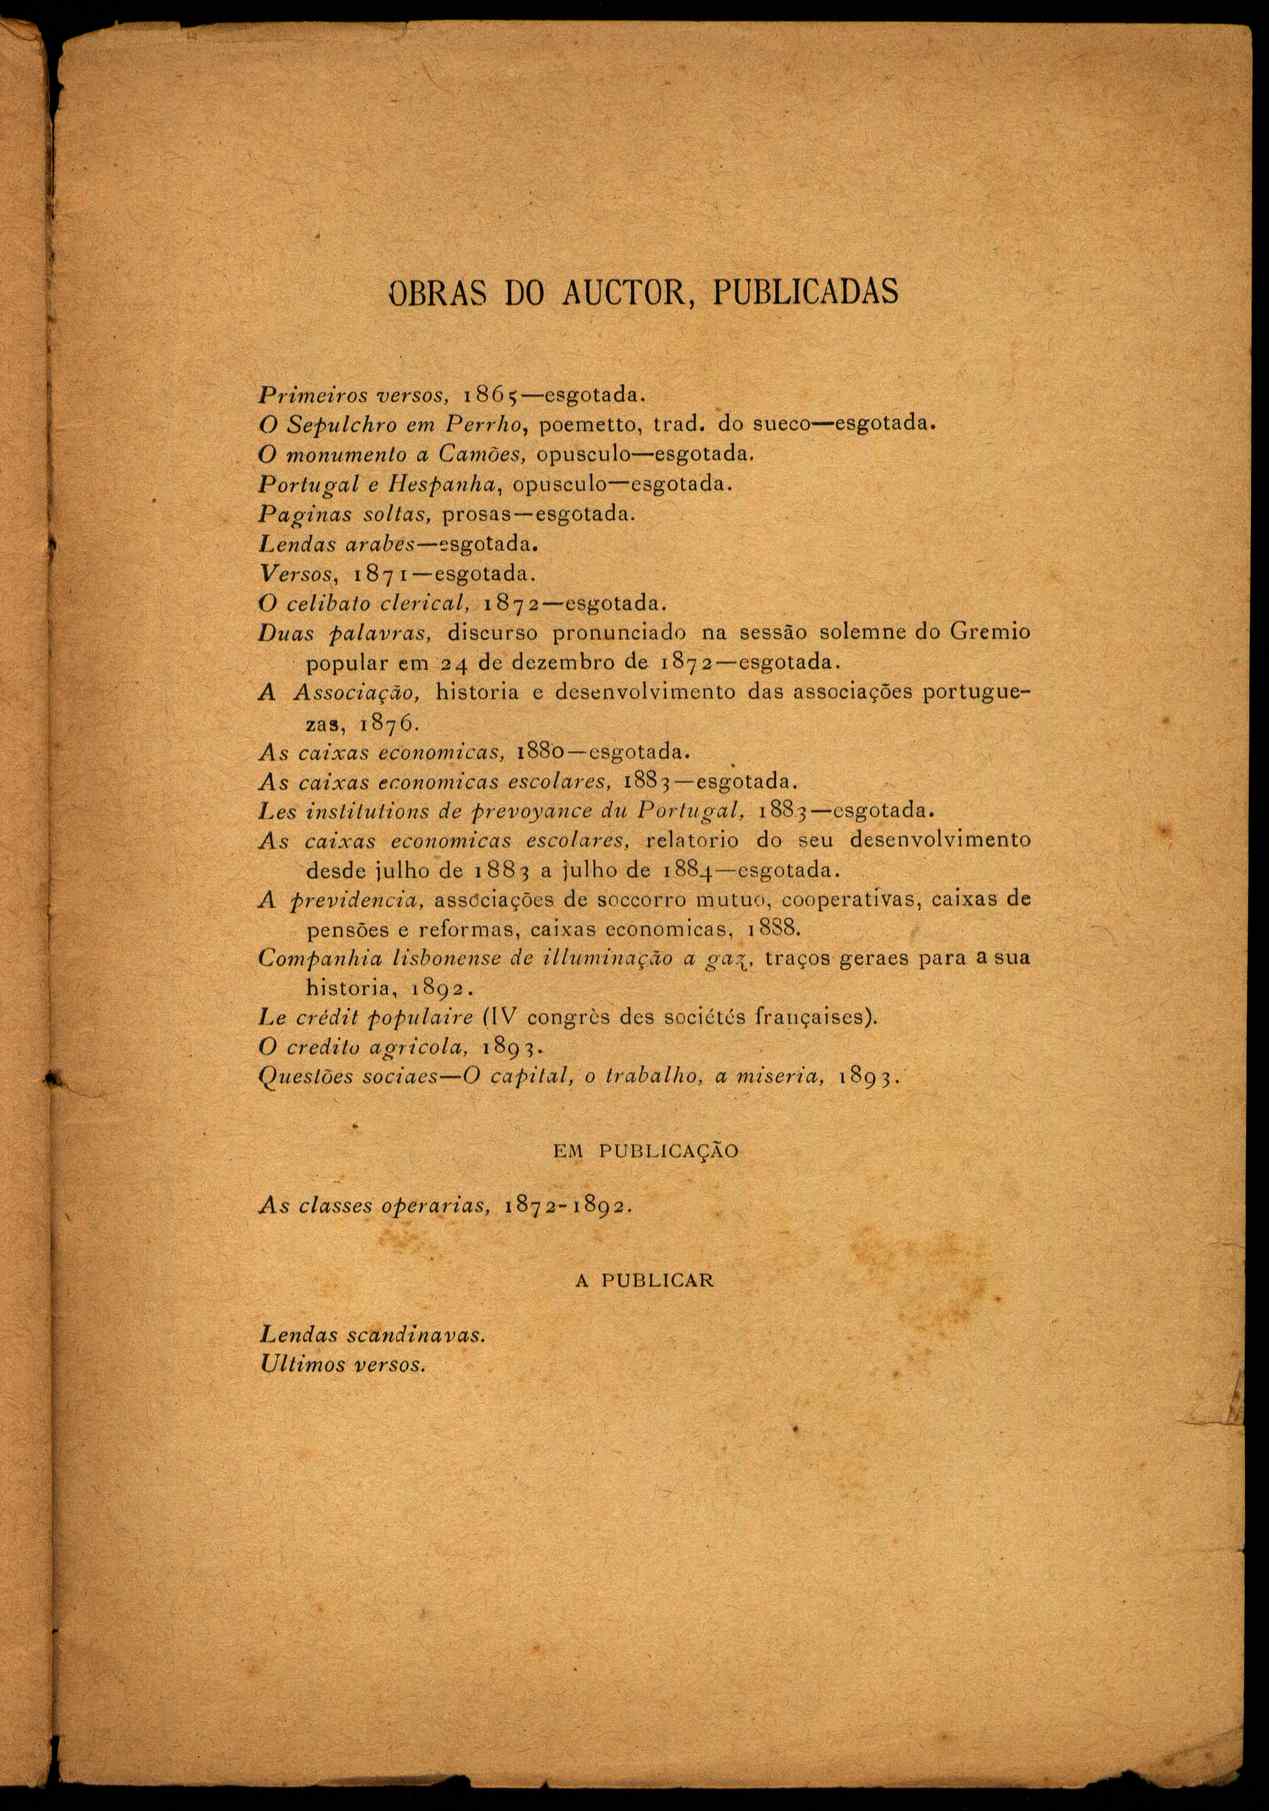 OBRAS DO AUCTOR, PUBLICADAS
Primeiros versos, 1865—esgotada.
O Sepulchro em Perrho, poemetto, trad. do sueco—esgotada.
O monumento a Camões, opusculo—esgotada.
Portugal e Hespanha, opusculo—esgotada.
Paginas soltas, prosas—esgotada.
Lendas arabes—esgotada.
Versos, 1871—esgotada.
O celibato clerical, 1872—esgotada.
Duas palavras, discurso pronunciado na sessão solemne do Gremio
popular em 24 de dezembro de 1872—esgotada.
A Associação, historia e desenvolvimento das associações portugue-
zas, 1876.
As caixas economicas, 1880—esgotada.
As caixas economicas escolares, 1883—esgotada.
Les institutions de prevoyance du Portugal, 1883—esgotada.
As caixas economicas escolares, relatorio do seu desenvolvimento
desde julho de 1883 a julho de 1884—esgotada.
A previdencia, associações de soccorro mutuo, cooperativas, caixas de
pensões e reformas, caixas economicas, 1888.
Companhia lisbonense de illuminação a gaz, traços geraes para a sua
historia, 1892.
Le crédit populaire (IV congrès des sociétés françaises).
O credito agricola, 1893.
Questões sociaes—O capital, o trabalho, a miseria, 1893.
EM PUBLICAÇÃO
As classes operarias, 1872-1892.
A PUBLICAR
Lendas scandinavas.
Ultimos versos.